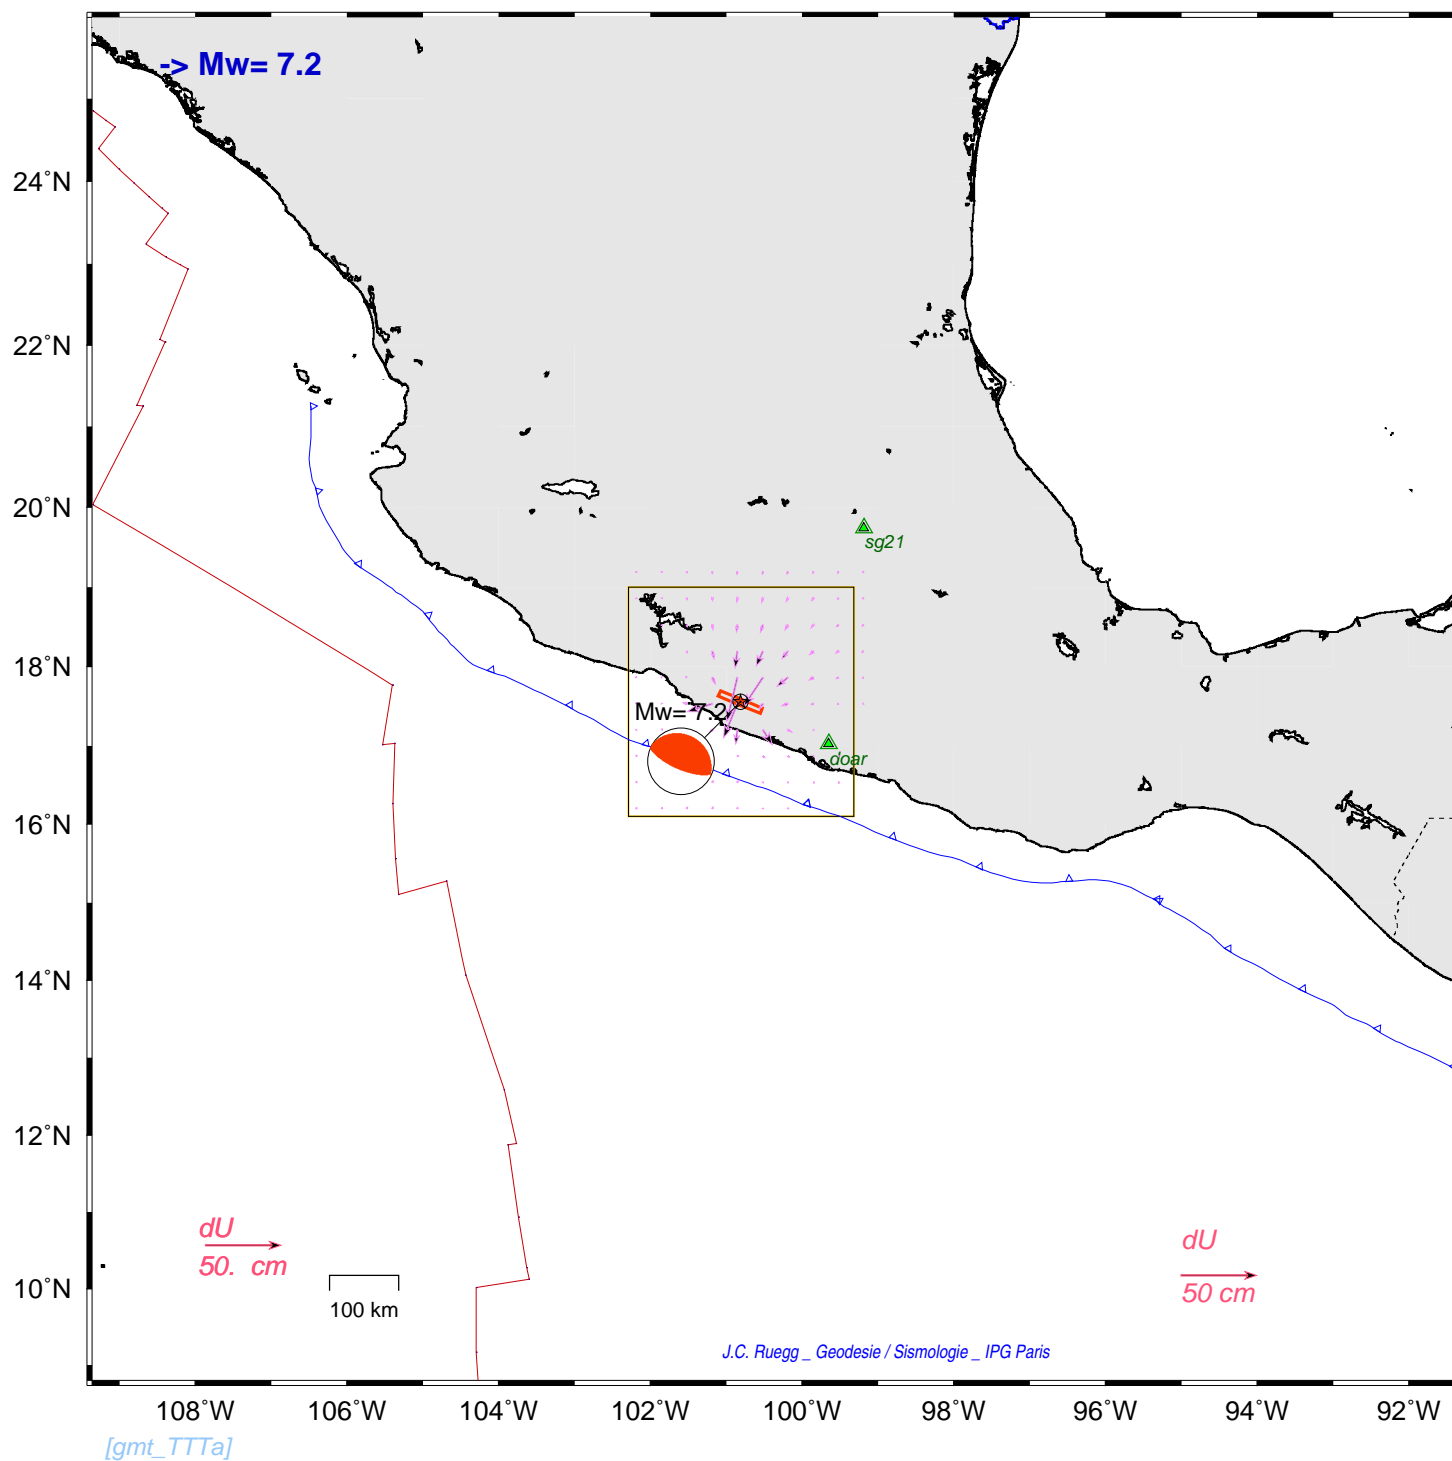 -> Mw= 7.2
24°N
22°N
20°N
sg21
18°N
Mw= 7.2
doar
16°N
14°N
12°N
dU
50. cm
dU
50 cm
10°N
100 km
J.C. Ruegg _ Geodesie / Sismologie _ IPG Paris
108°W 106°W 104°W 102°W 100°W 98°W 96°W 94°W 92°W
[gmt_TTTa]